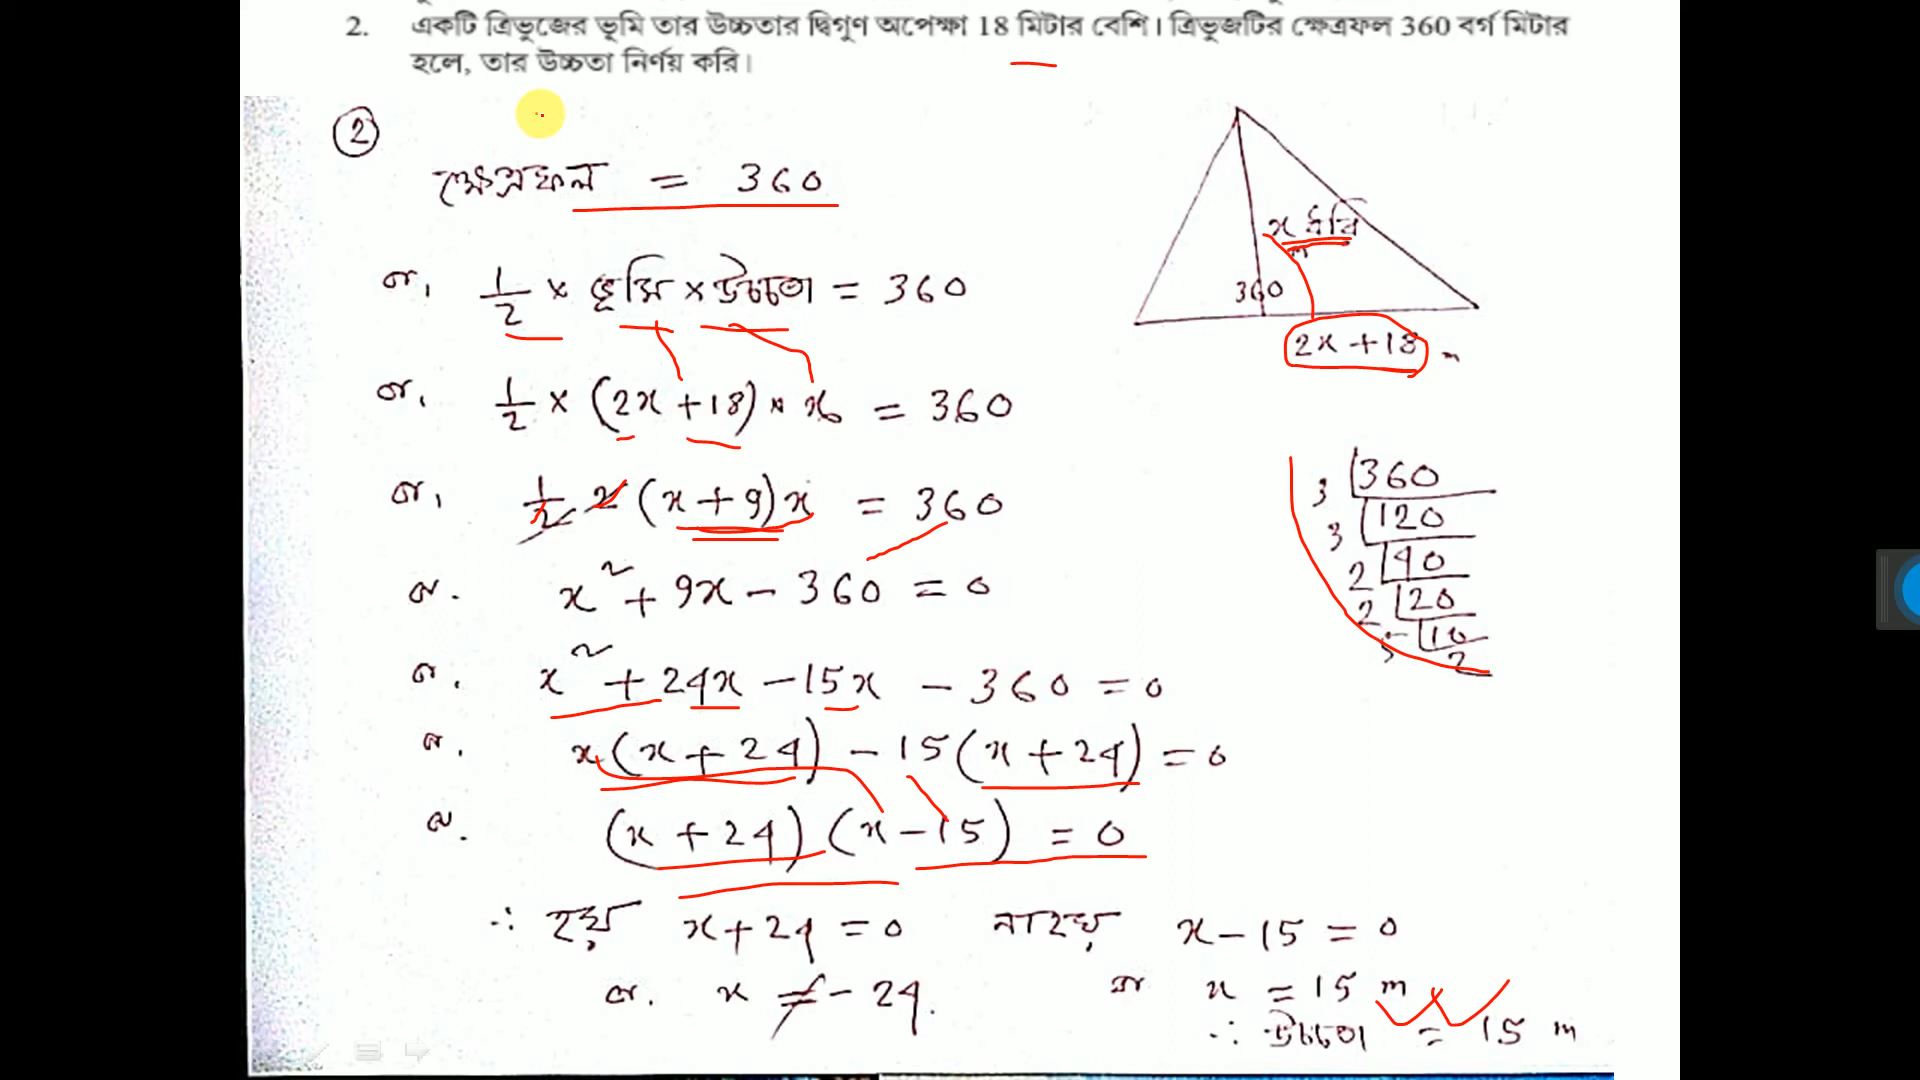 2. একটি ত্রিভুজের ভূমি তার উচ্চতার দ্বিগুণ অপেক্ষা 18 মিটার বেশি। ত্রিভুজটির ক্ষেত্রফল 360 বর্গ মিটার
হলে, তার উচ্চতা নির্ণয় করি।
2
ক্ষেত্রফল = 360
বা, 1/2 × ভূমি × উচ্চতা = 360
বা, 1/2 × (2x + 18) × x = 360
বা, 1/2 2 (x + 9) x = 360
বা. x² + 9x − 360 = 0
বা. x² + 24x − 15x − 360 = 0
বা. x (x + 24) − 15 (x + 24) = 0
বা. (x + 24) (x − 15) = 0
∴ হয় x + 24 = 0 নাহয় x − 15 = 0
বা. x ≠ − 24. বা x = 15 m
∴ উচ্চতা = 15 m
x ধরি
360
2x + 18 m
3 360
3 120
2 40
2 20
5 10
2